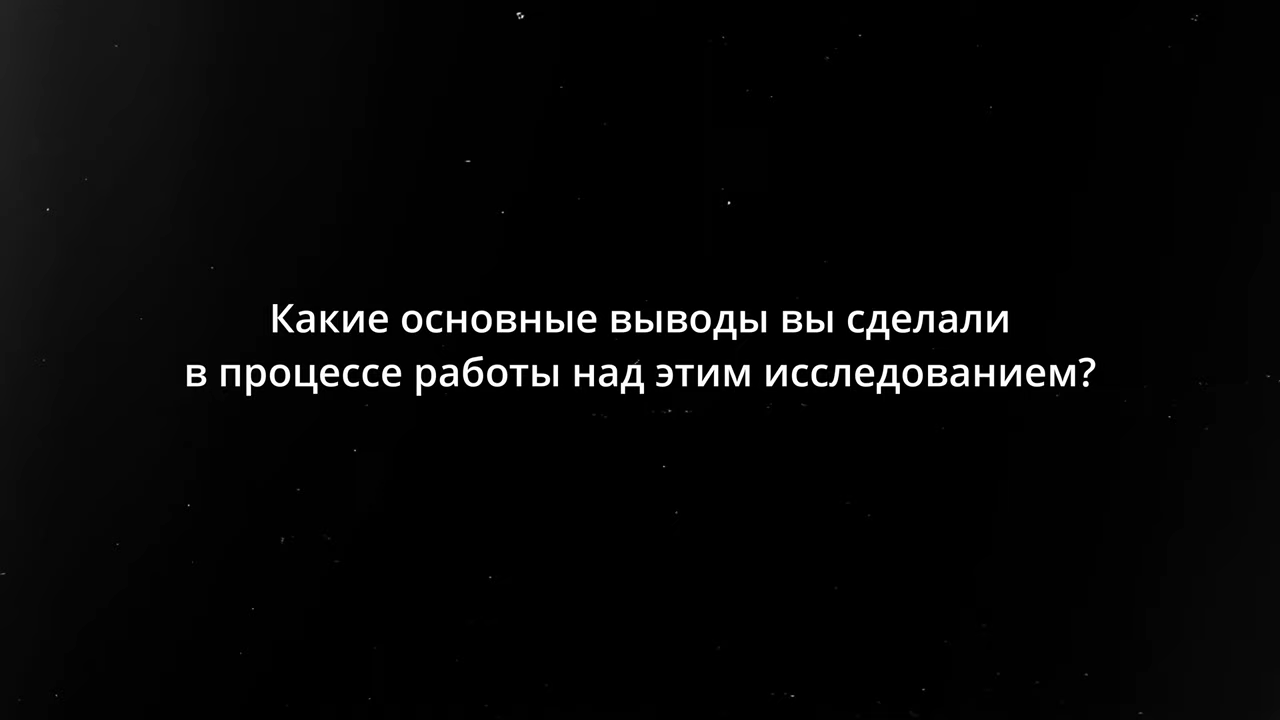 Какие основные выводы вы сделали
в процессе работы над этим исследованием?